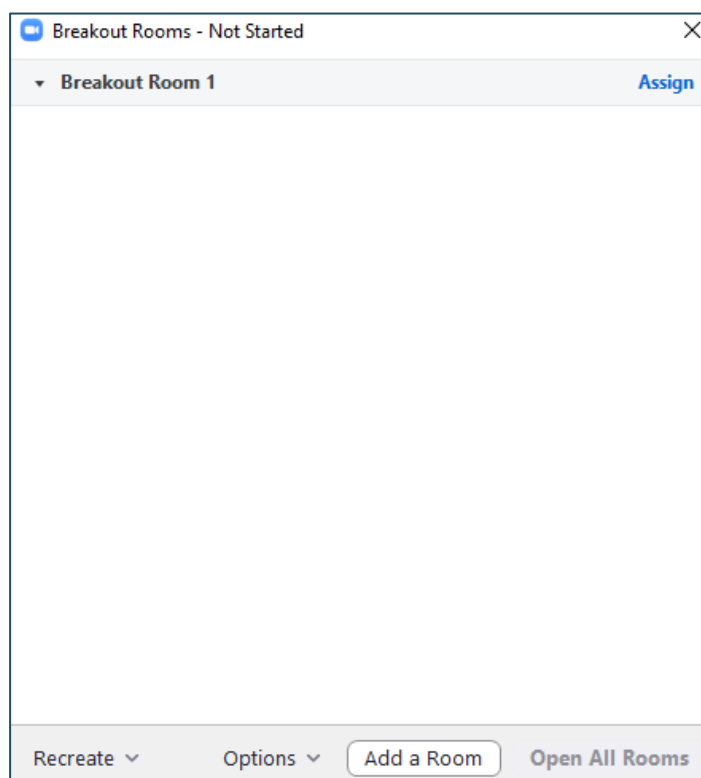 Breakout Rooms - Not Started
Breakout Room 1 Assign
Recreate Options Add a Room Open All Rooms